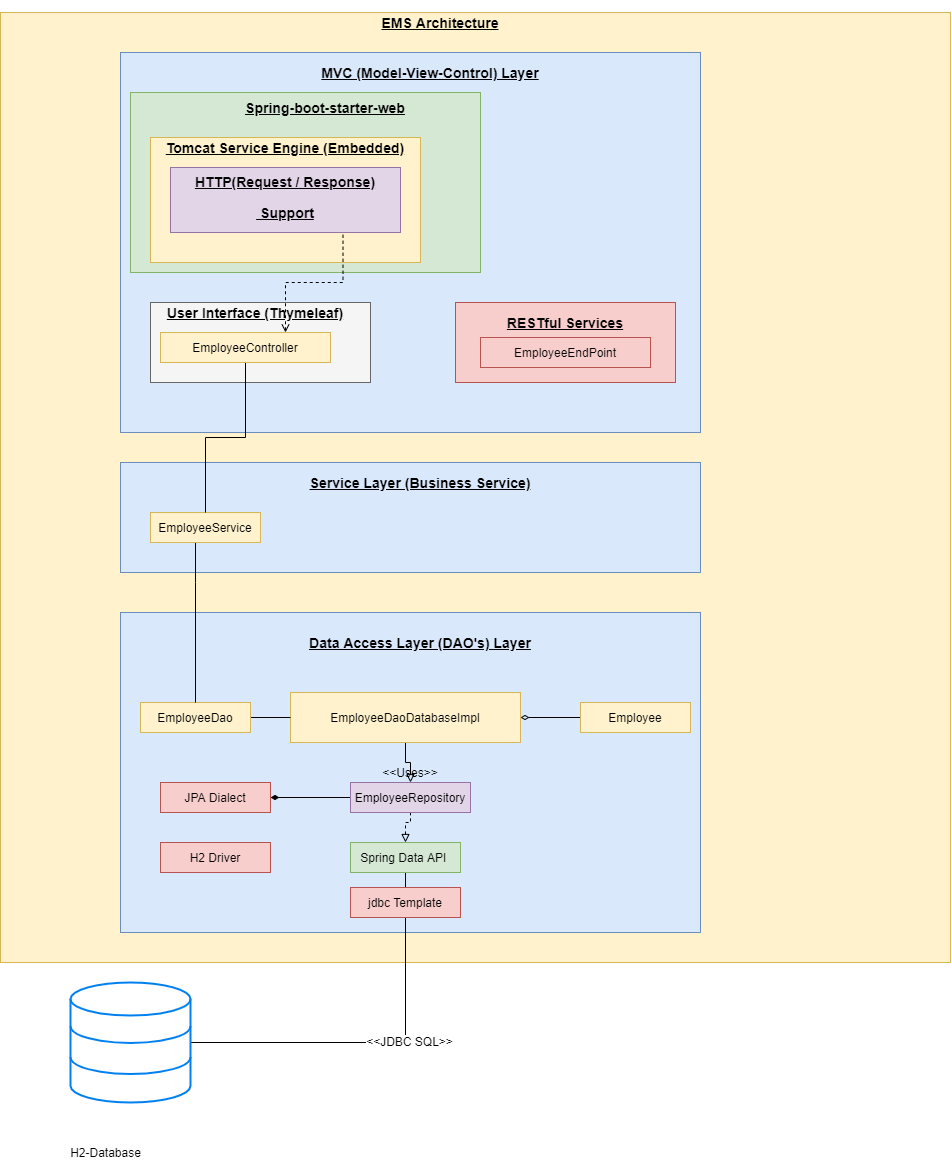 EMS Architecture
MVC (Model-View-Control) Layer
Spring-boot-starter-web
Tomcat Service Engine (Embedded)
HTTP(Request / Response)
Support
User Interface (Thymeleaf)
EmployeeController
RESTful Services
EmployeeEndPoint
Service Layer (Business Service)
EmployeeService
Data Access Layer (DAO's) Layer
EmployeeDao
EmployeeDaoDatabaseImpl
Employee
<<Uses>>
JPA Dialect
EmployeeRepository
H2 Driver
Spring Data API
jdbc Template
<<JDBC SQL>>
H2-Database